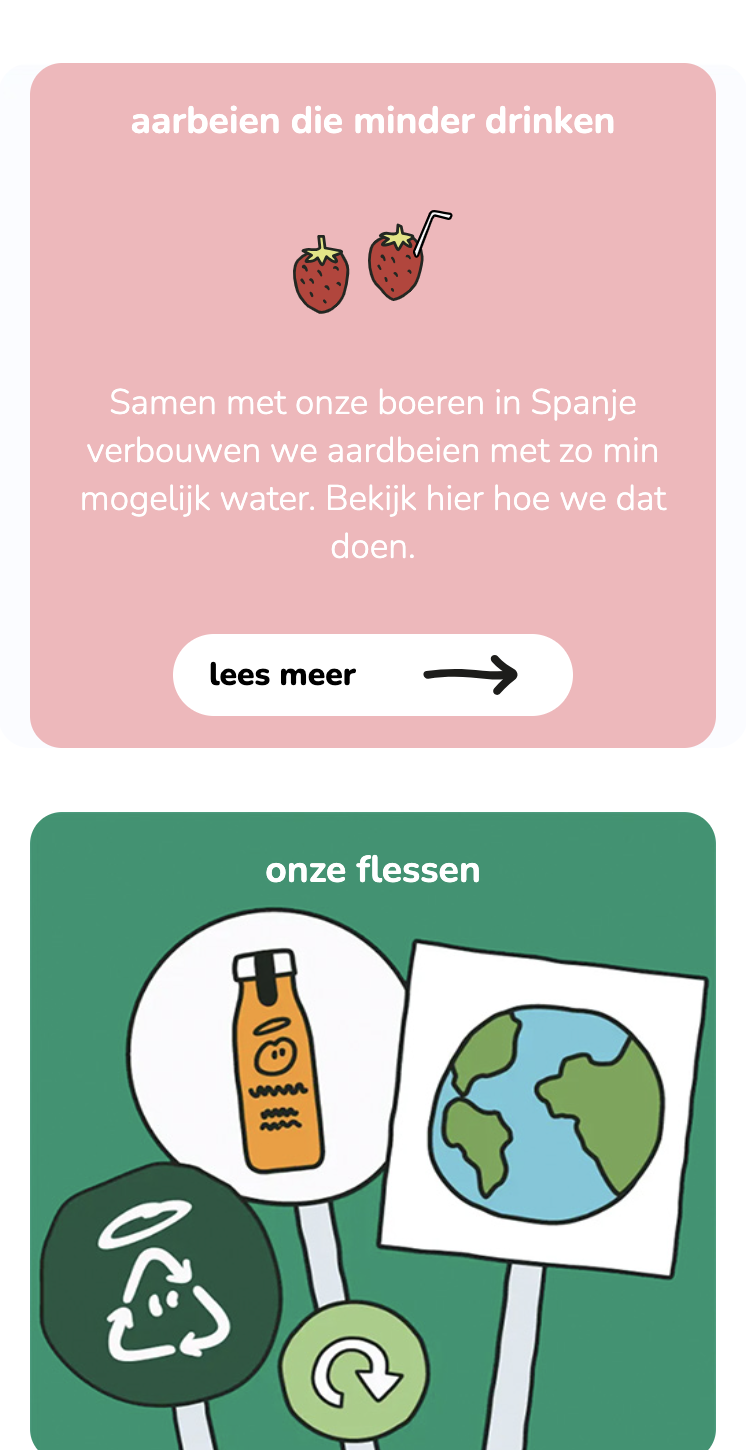 aarbeien die minder drinken
Samen met onze boeren in Spanje
verbouwen we aardbeien met zo min
mogelijk water. Bekijk hier hoe we dat
doen.
lees meer
onze flessen